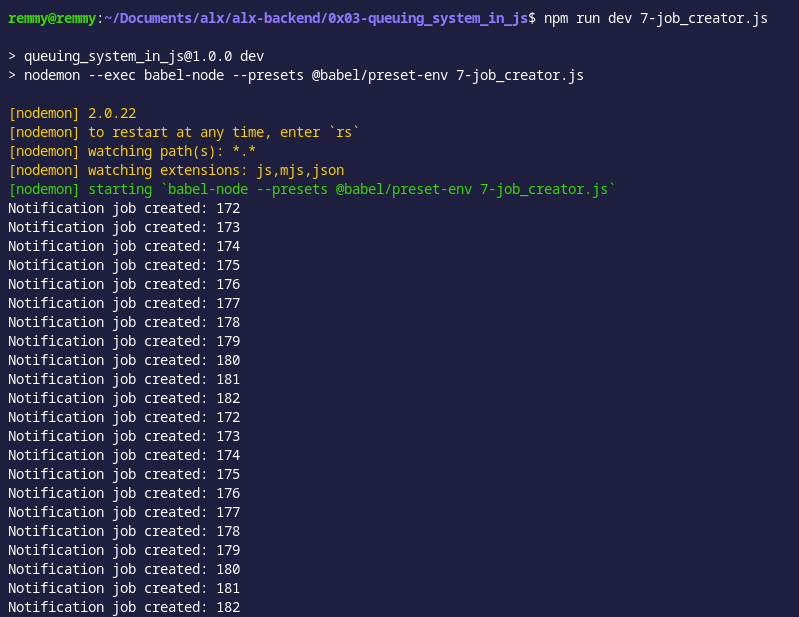 remmy@remmy:~/Documents/alx/alx-backend/0x03-queuing_system_in_js$ npm run dev 7-job_creator.js
> queuing_system_in_js@1.0.0 dev
> nodemon --exec babel-node --presets @babel/preset-env 7-job_creator.js
[nodemon] 2.0.22
[nodemon] to restart at any time, enter `rs`
[nodemon] watching path(s): *.*
[nodemon] watching extensions: js,mjs,json
[nodemon] starting `babel-node --presets @babel/preset-env 7-job_creator.js`
Notification job created: 172
Notification job created: 173
Notification job created: 174
Notification job created: 175
Notification job created: 176
Notification job created: 177
Notification job created: 178
Notification job created: 179
Notification job created: 180
Notification job created: 181
Notification job created: 182
Notification job created: 172
Notification job created: 173
Notification job created: 174
Notification job created: 175
Notification job created: 176
Notification job created: 177
Notification job created: 178
Notification job created: 179
Notification job created: 180
Notification job created: 181
Notification job created: 182